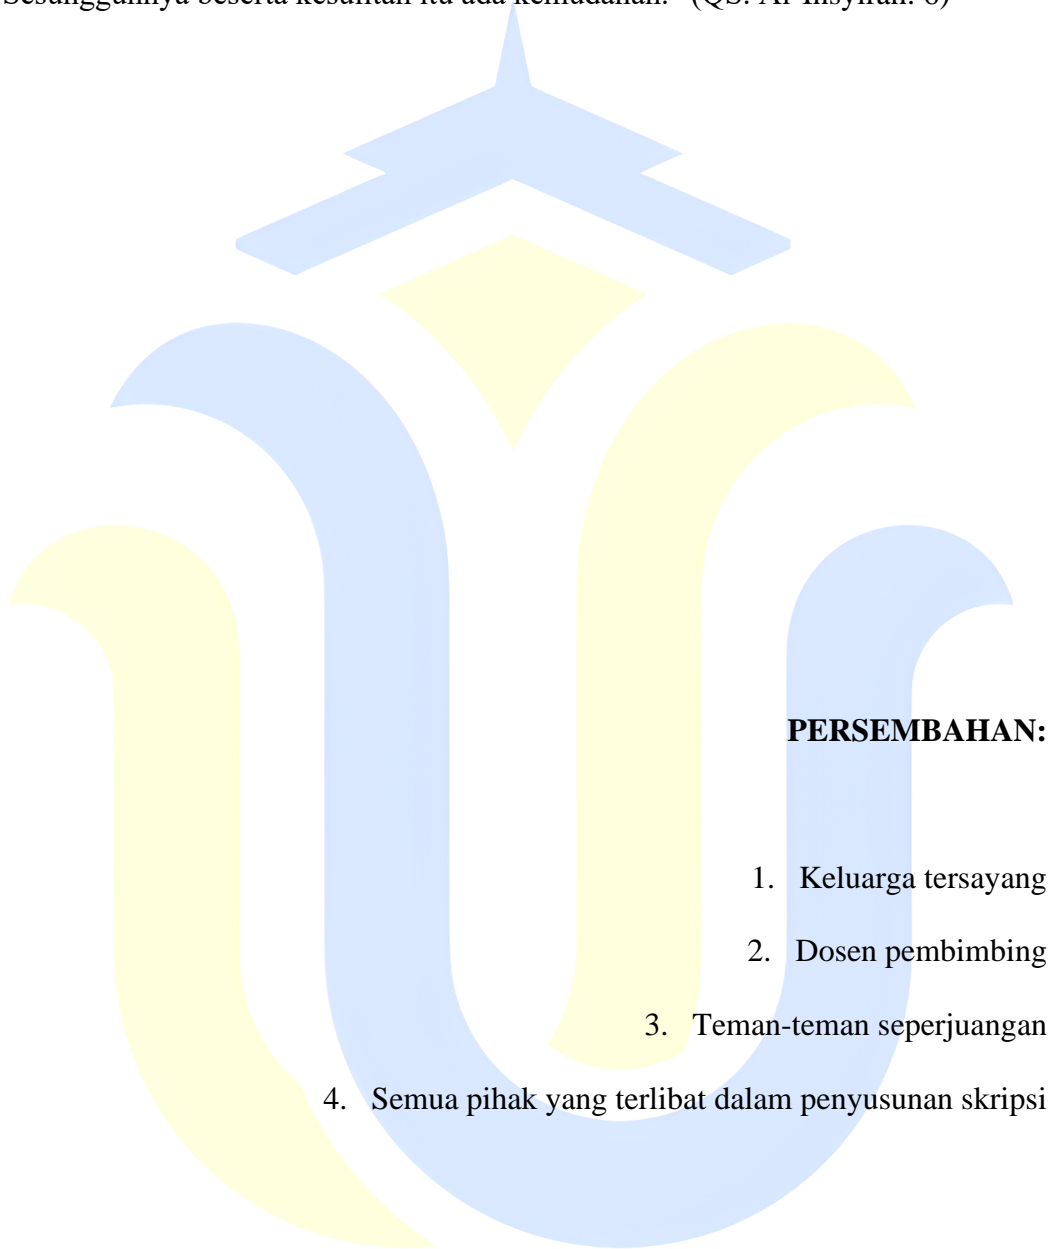 Sesungguhnya beserta kesulitan itu ada kemudahan." (QS. Al-Insyirah: 6)
PERSEMBAHAN:
1. Keluarga tersayang
2. Dosen pembimbing
3. Teman-teman seperjuangan
4. Semua pihak yang terlibat dalam penyusunan skripsi